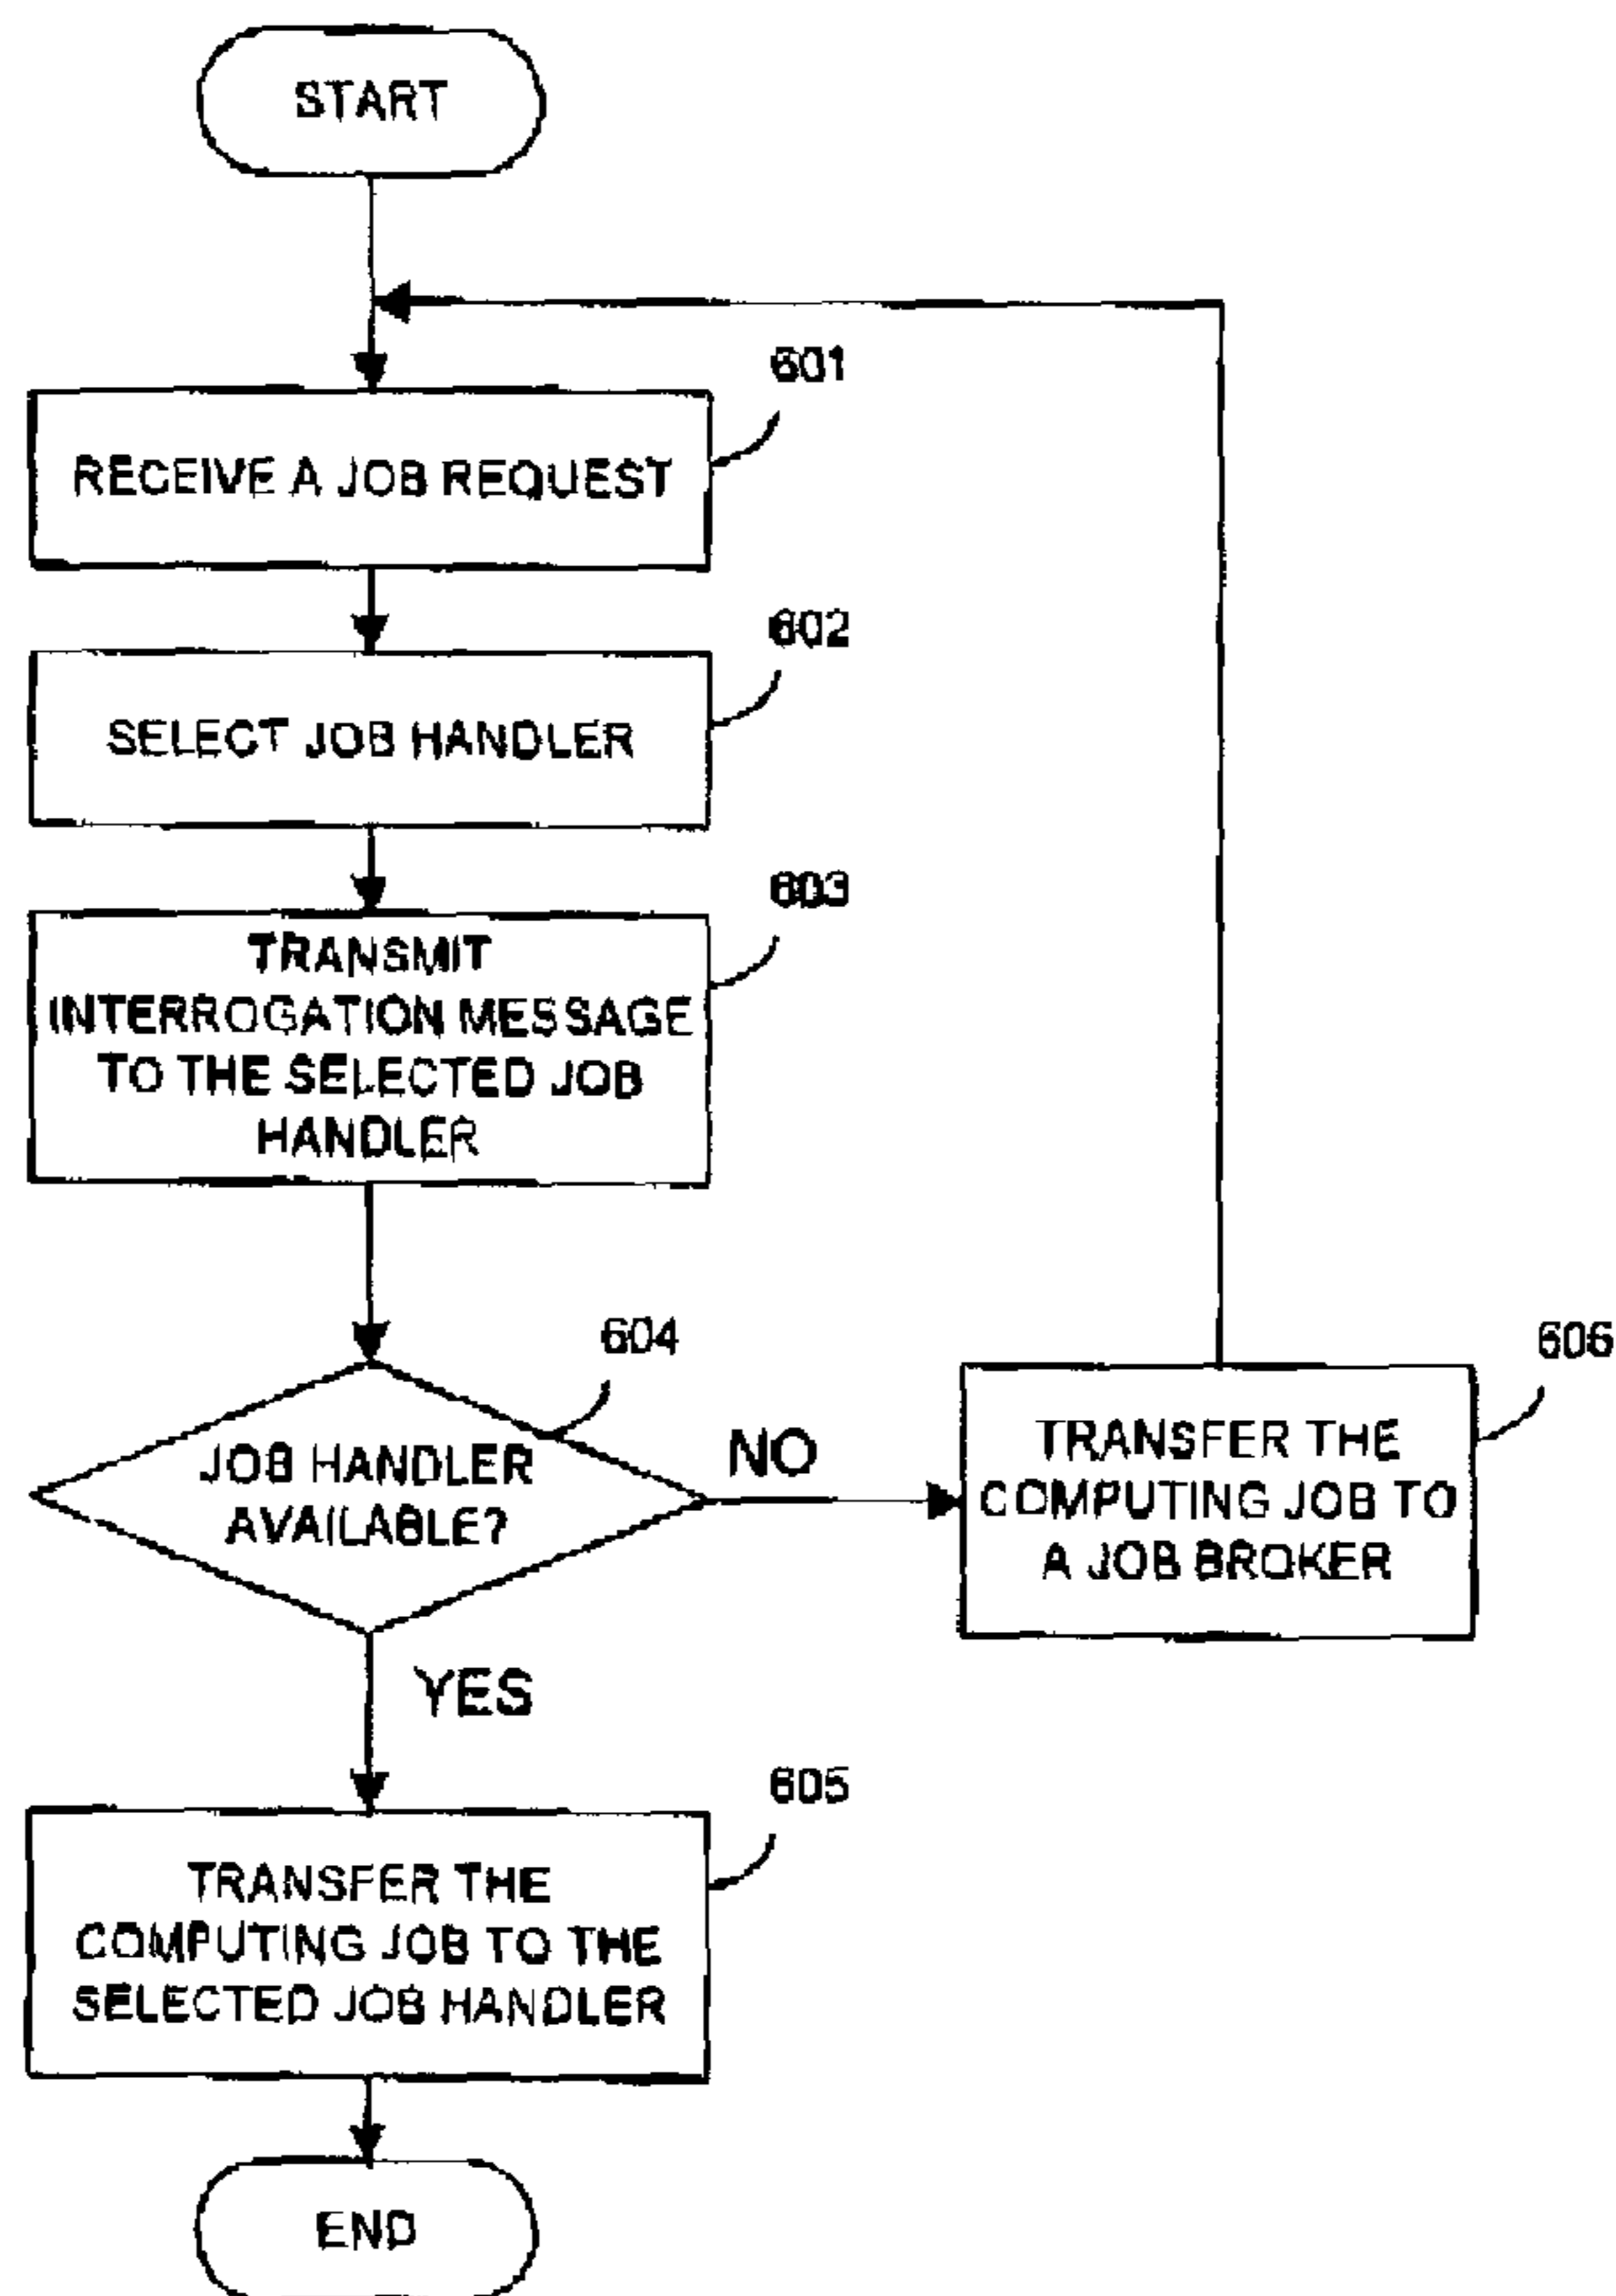 START
601
RECEIVE A JOB REQUEST
602
SELECT JOB HANDLER
603
TRANSMIT
INTERROGATION MESSAGE
TO THE SELECTED JOB
HANDLER
604
JOB HANDLER
AVAILABLE?
NO
606
TRANSFER THE
COMPUTING JOB TO
A JOB BROKER
YES
605
TRANSFER THE
COMPUTING JOB TO THE
SELECTED JOB HANDLER
END